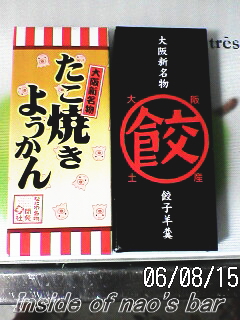 大阪新名物
たこ焼き
ようかん
大阪新名物
大阪
餃
土産
餃子羊羹
très
06/08/15
inside of nao's bar